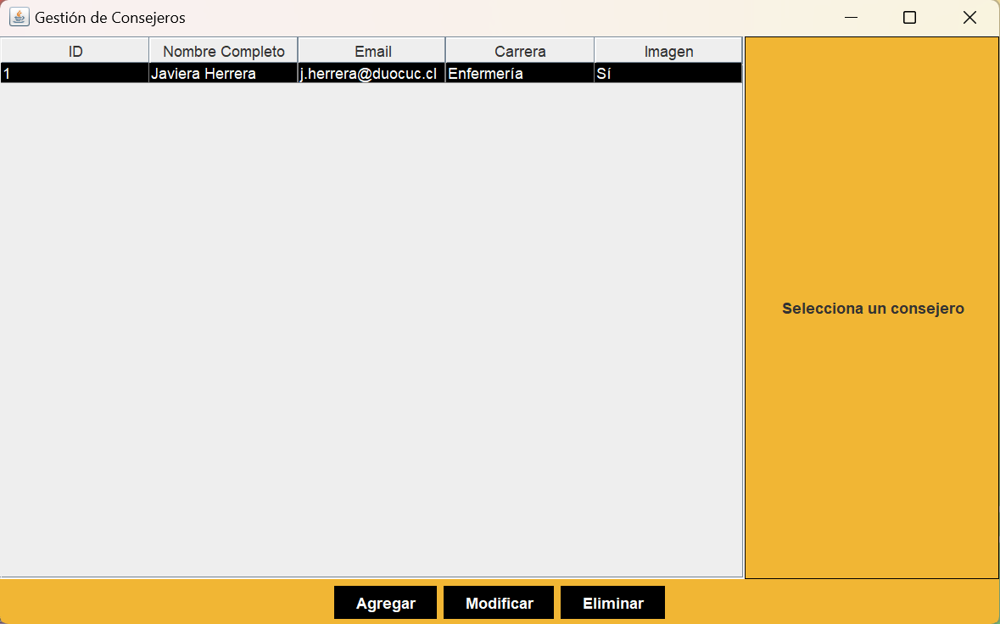 Gestión de Consejeros
ID Nombre Completo Email Carrera Imagen
1 Javiera Herrera j.herrera@duocuc.cl Enfermería Sí
Selecciona un consejero
Agregar Modificar Eliminar